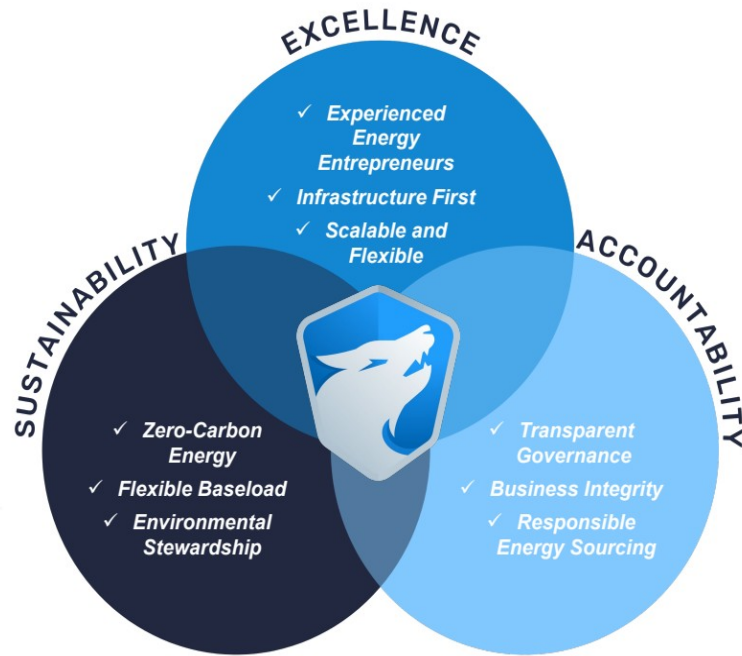 EXCELLENCE
✓ Experienced
Energy
Entrepreneurs
✓ Infrastructure First
✓ Scalable and
Flexible
SUSTAINABILITY
✓ Zero-Carbon
Energy
✓ Flexible Baseload
✓ Environmental
Stewardship
ACCOUNTABILITY
✓ Transparent
Governance
✓ Business Integrity
✓ Responsible
Energy Sourcing